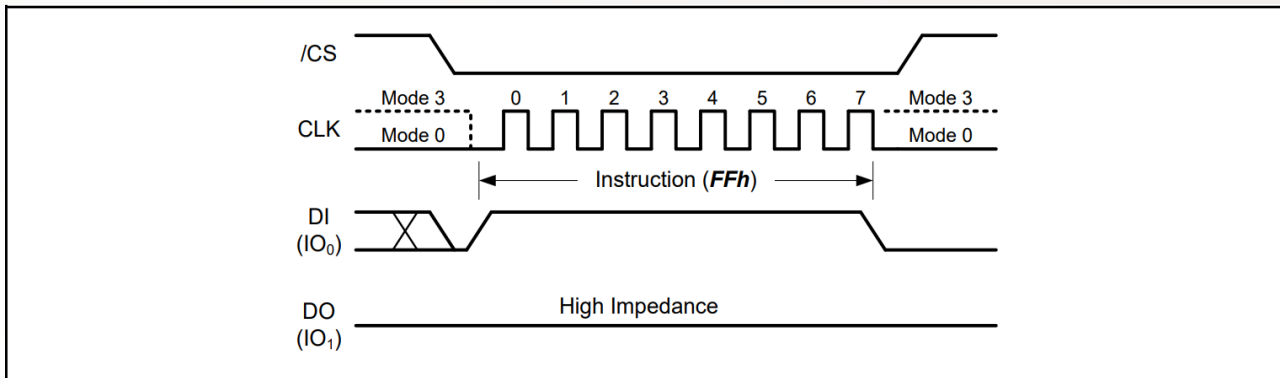 /CS
Mode 3 0 1 2 3 4 5 6 7 Mode 3
CLK
Mode 0 Mode 0
Instruction (FFh)
DI
(IO₀)
High Impedance
DO
(IO₁)